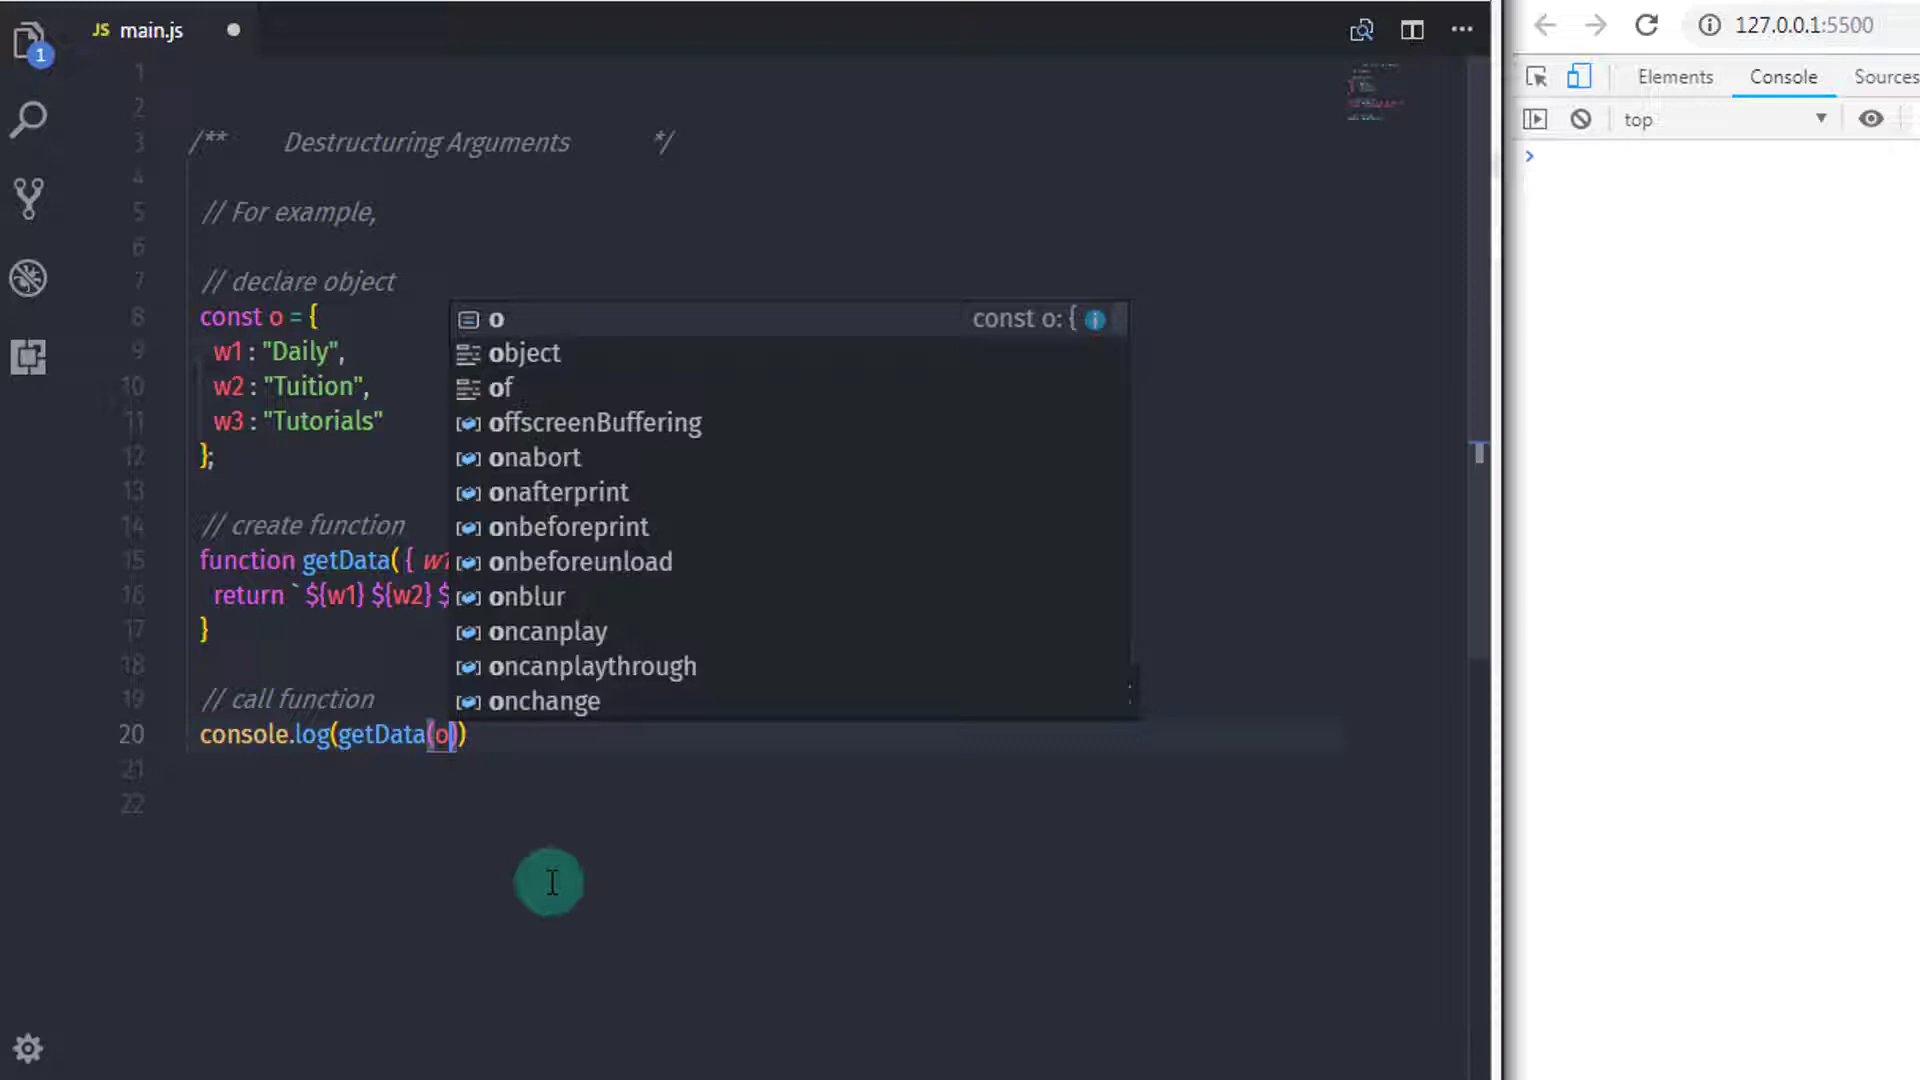 JS main.js
127.0.0.1:5500
1
Elements Console Sources
top
1
2
3 /** Destructuring Arguments */
4
5 // For example,
6
7 // declare object
8 const o = {
9 w1 : "Daily",
10 w2 : "Tuition",
11 w3 : "Tutorials"
12 };
13
14 // create function
15 function getData( { w1
16 return ` ${w1} ${w2} $
17 }
18
19 // call function
20 console.log(getData(o))
21
22
o const o: {
object
of
offscreenBuffering
onabort
onafterprint
onbeforeprint
onbeforeunload
onblur
oncanplay
oncanplaythrough
onchange